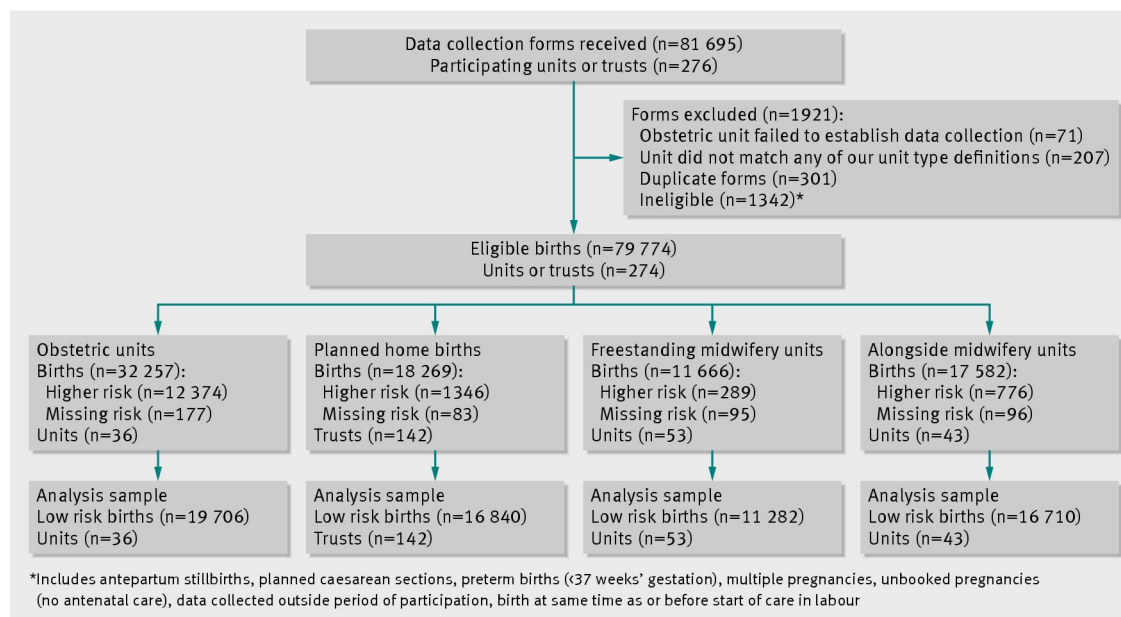 Data collection forms received (n=81 695)
Participating units or trusts (n=276)
Forms excluded (n=1921):
Obstetric unit failed to establish data collection (n=71)
Unit did not match any of our unit type definitions (n=207)
Duplicate forms (n=301)
Ineligible (n=1342)*
Eligible births (n=79 774)
Units or trusts (n=274)
Obstetric units
Births (n=32 257):
Higher risk (n=12 374)
Missing risk (n=177)
Units (n=36)
Planned home births
Births (n=18 269):
Higher risk (n=1346)
Missing risk (n=83)
Trusts (n=142)
Freestanding midwifery units
Births (n=11 666):
Higher risk (n=289)
Missing risk (n=95)
Units (n=53)
Alongside midwifery units
Births (n=17 582):
Higher risk (n=776)
Missing risk (n=96)
Units (n=43)
Analysis sample
Low risk births (n=19 706)
Units (n=36)
Analysis sample
Low risk births (n=16 840)
Trusts (n=142)
Analysis sample
Low risk births (n=11 282)
Units (n=53)
Analysis sample
Low risk births (n=16 710)
Units (n=43)
*Includes antepartum stillbirths, planned caesarean sections, preterm births (<37 weeks’ gestation), multiple pregnancies, unbooked pregnancies
(no antenatal care), data collected outside period of participation, birth at same time as or before start of care in labour